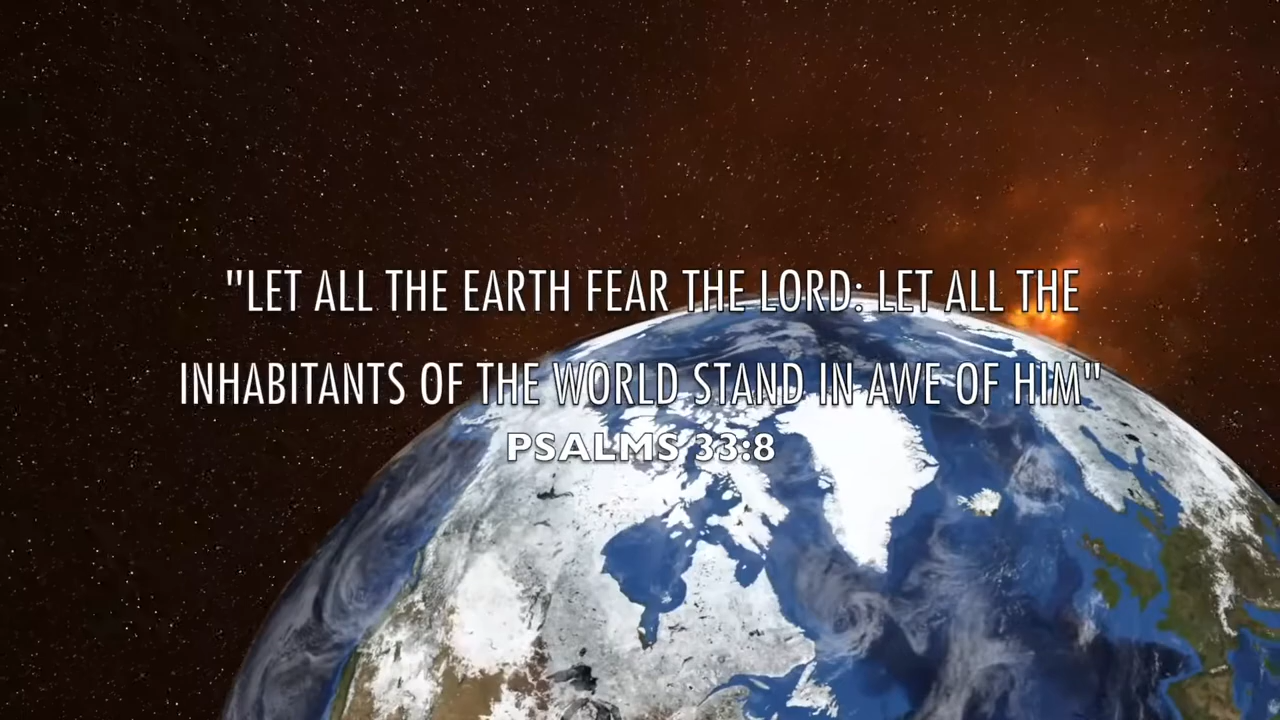 "LET ALL THE EARTH FEAR THE LORD: LET ALL THE
INHABITANTS OF THE WORLD STAND IN AWE OF HIM"
PSALMS 33:8